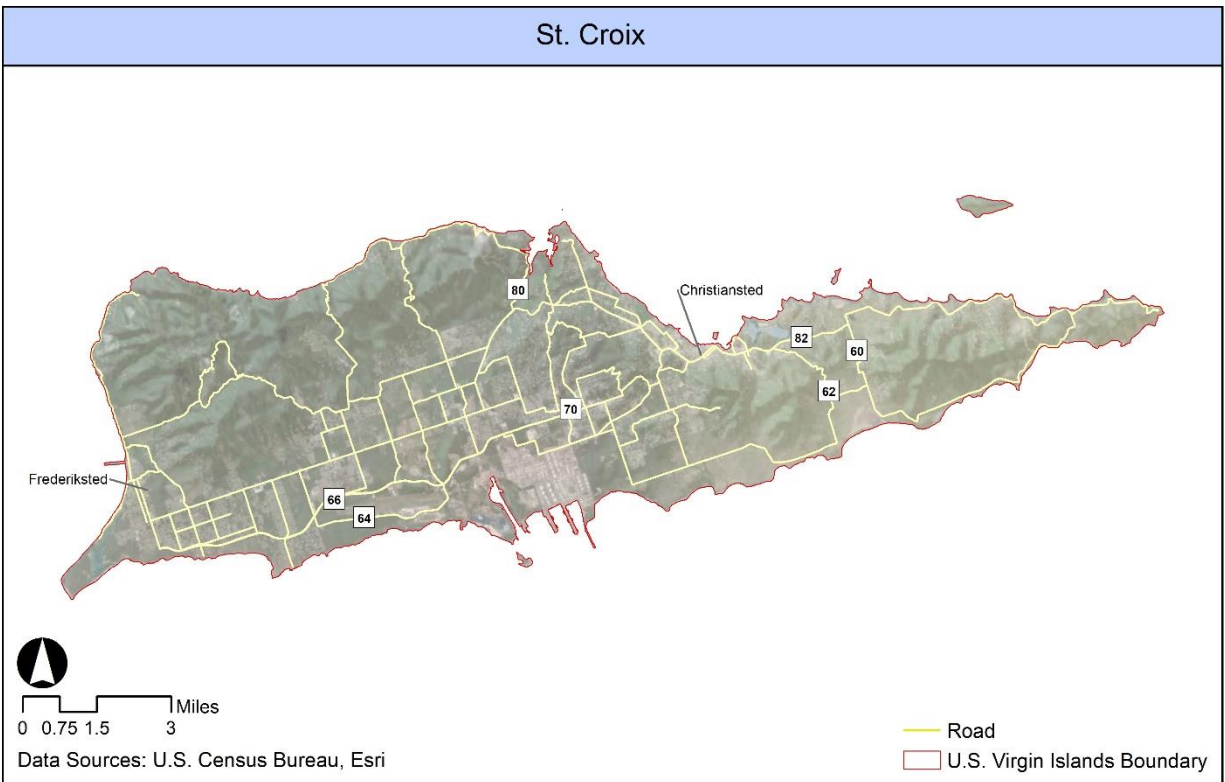 St. Croix
80
Christiansted
82
60
62
70
Frederiksted
66
64
Miles
0 0.75 1.5 3
Data Sources: U.S. Census Bureau, Esri
Road
U.S. Virgin Islands Boundary